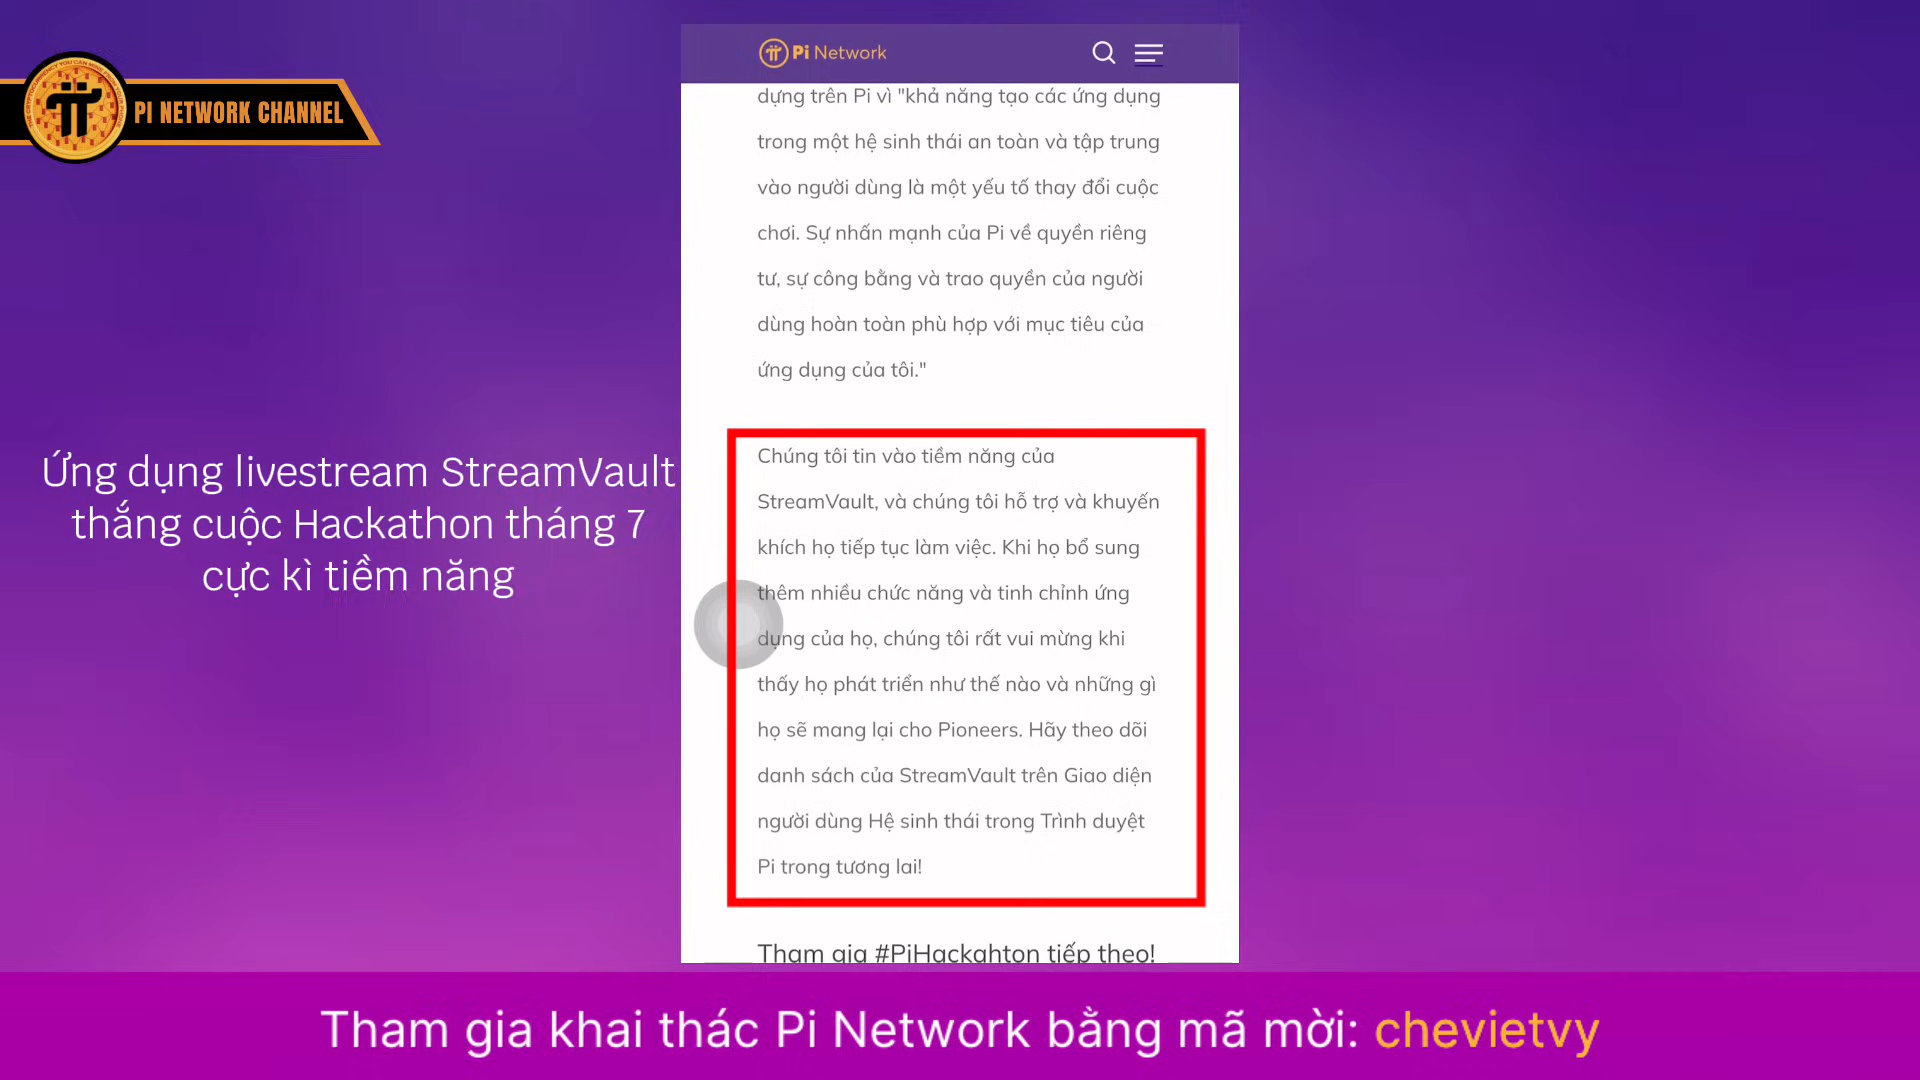 PI NETWORK CHANNEL
Pi Network
dựng trên Pi vì "khả năng tạo các ứng dụng
trong một hệ sinh thái an toàn và tập trung
vào người dùng là một yếu tố thay đổi cuộc
chơi. Sự nhấn mạnh của Pi về quyền riêng
tư, sự công bằng và trao quyền của người
dùng hoàn toàn phù hợp với mục tiêu của
ứng dụng của tôi."
Ứng dụng livestream StreamVault
thắng cuộc Hackathon tháng 7
cực kì tiềm năng
Chúng tôi tin vào tiềm năng của
StreamVault, và chúng tôi hỗ trợ và khuyến
khích họ tiếp tục làm việc. Khi họ bổ sung
thêm nhiều chức năng và tinh chỉnh ứng
dụng của họ, chúng tôi rất vui mừng khi
thấy họ phát triển như thế nào và những gì
họ sẽ mang lại cho Pioneers. Hãy theo dõi
danh sách của StreamVault trên Giao diện
người dùng Hệ sinh thái trong Trình duyệt
Pi trong tương lai!
Tham gia #PiHackahton tiếp theo!
Tham gia khai thác Pi Network bằng mã mời: chevietvy